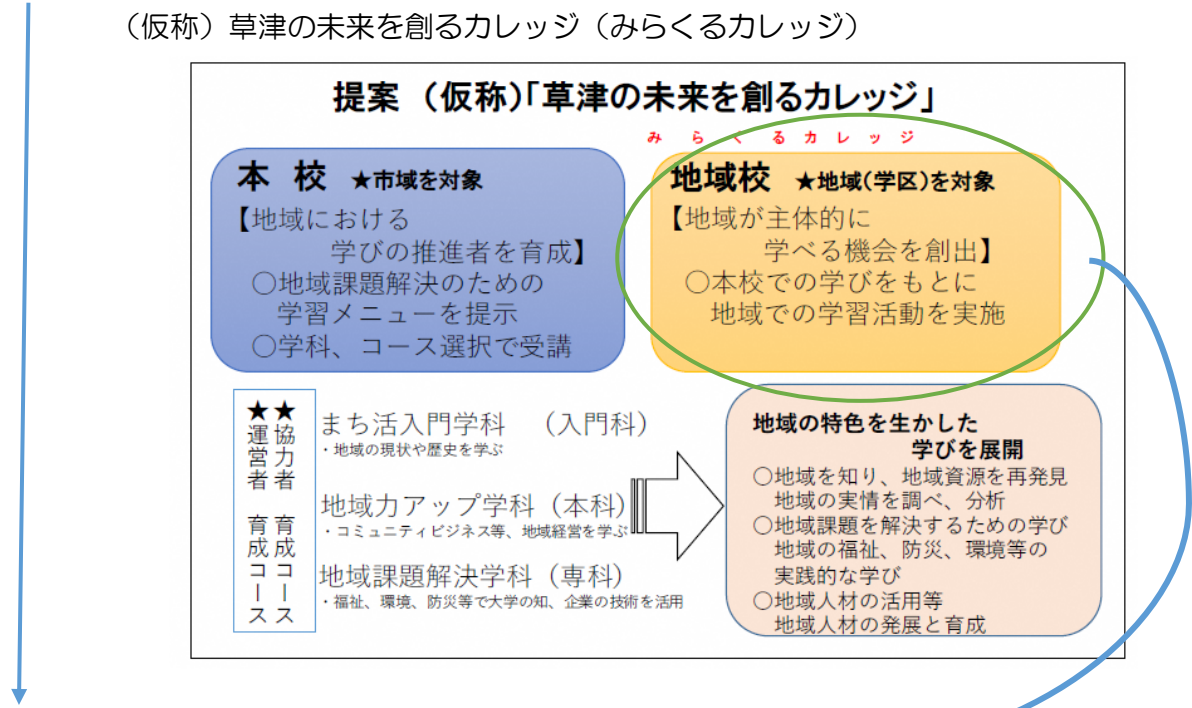 （仮称）草津の未来を創るカレッジ（みらくるカレッジ）
提案 （仮称）「草津の未来を創るカレッジ」
みらくるカレッジ
本 校 ★市域を対象
【地域における
学びの推進者を育成】
○地域課題解決のための
学習メニューを提示
○学科、コース選択で受講
地域校 ★地域(学区)を対象
【地域が主体的に
学べる機会を創出】
○本校での学びをもとに
地域での学習活動を実施
★協力者 育成コース
★運営者 育成コース
まち活入門学科 （入門科）
・地域の現状や歴史を学ぶ
地域力アップ学科（本科）
・コミュニティビジネス等、地域経営を学ぶ
地域課題解決学科（専科）
・福祉、環境、防災等で大学の知、企業の技術を活用
地域の特色を生かした
学びを展開
○地域を知り、地域資源を再発見
地域の実情を調べ、分析
○地域課題を解決するための学び
地域の福祉、防災、環境等の
実践的な学び
○地域人材の活用等
地域人材の発展と育成